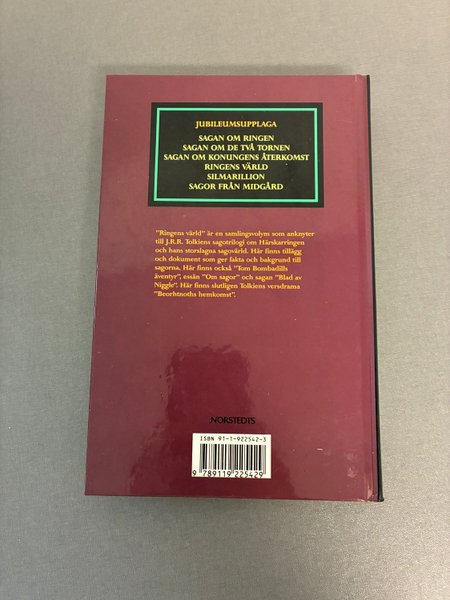 JUBILEUMSUPPLAGA
SAGAN OM RINGEN
SAGAN OM DE TVÅ TORNEN
SAGAN OM KONUNGENS ÅTERKOMST
RINGENS VÄRLD
SILMARILLION
SAGOR FRÅN MIDGÅRD
"Ringens värld" är en samlingsvolym som anknyter
till J.R.R. Tolkiens sagotrilogi om Härskarringen
och hans storslagna sagovärld. Här finns tillägg
och dokument som ger fakta och bakgrund till
sagorna. Här finns också "Tom Bombadills
äventyr", essän "Om sagor" och sagan "Blad av
Niggle". Här finns slutligen Tolkiens versdrama
"Beorhtnoths hemkomst".
NORSTEDTS
ISBN 91-1-922542-3
9 789119 225429